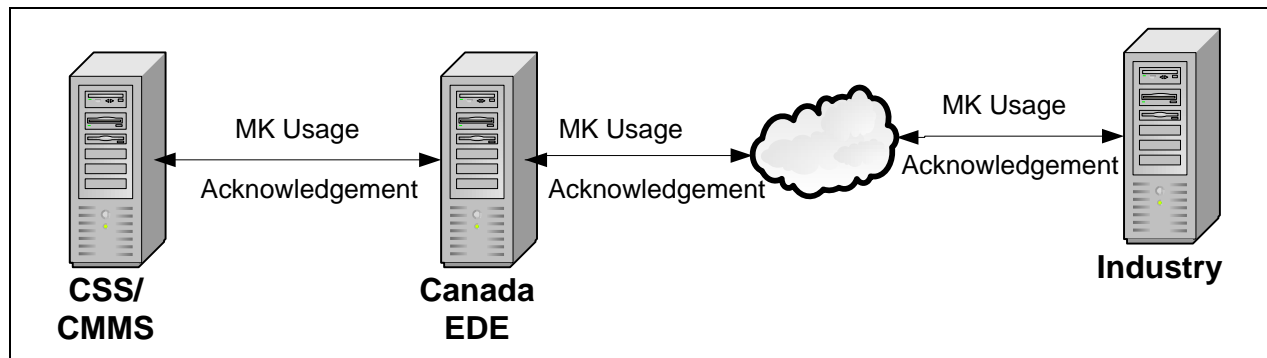 MK Usage
Acknowledgement
MK Usage
Acknowledgement
MK Usage
Acknowledgement
CSS/
CMMS
Canada
EDE
Industry